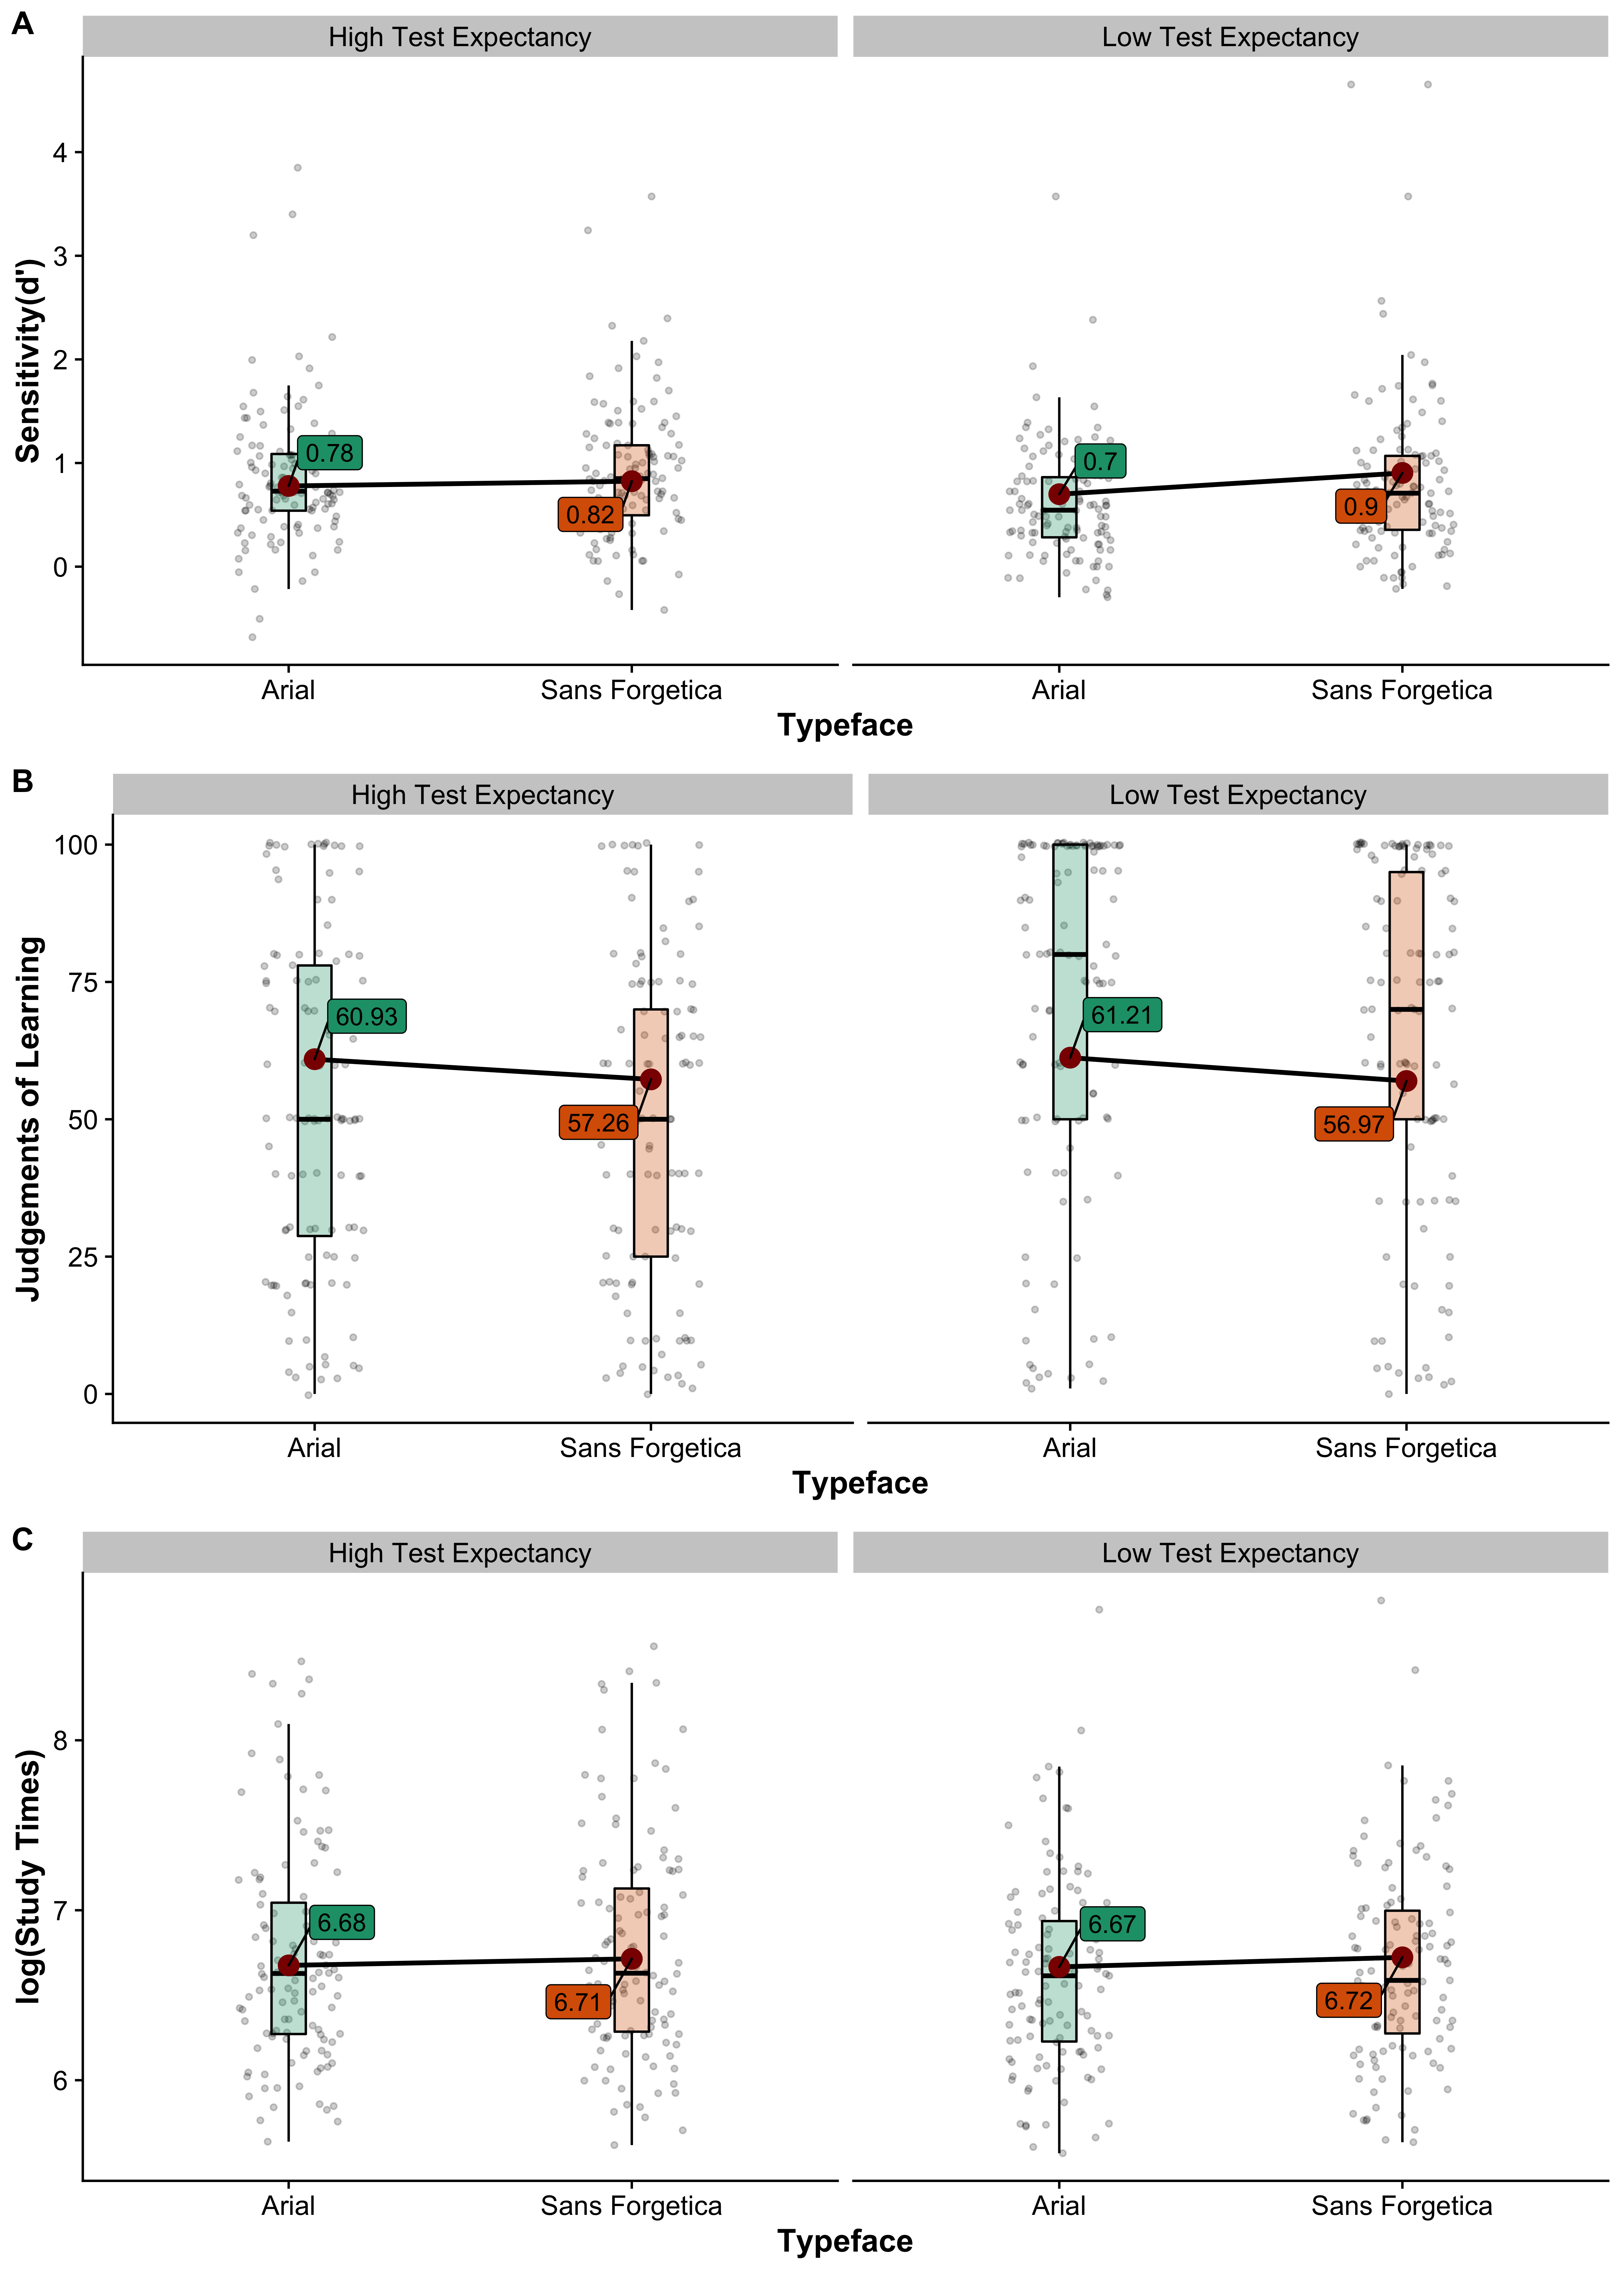 A
High Test Expectancy
Low Test Expectancy
Sensitivity(d')
4
3
2
1
0
0.78
0.82
0.7
0.9
Arial
Sans Forgetica
Arial
Sans Forgetica
Typeface
B
High Test Expectancy
Low Test Expectancy
Judgements of Learning
100
75
50
25
0
60.93
57.26
61.21
56.97
Arial
Sans Forgetica
Arial
Sans Forgetica
Typeface
C
High Test Expectancy
Low Test Expectancy
log(Study Times)
8
7
6
6.68
6.71
6.67
6.72
Arial
Sans Forgetica
Arial
Sans Forgetica
Typeface